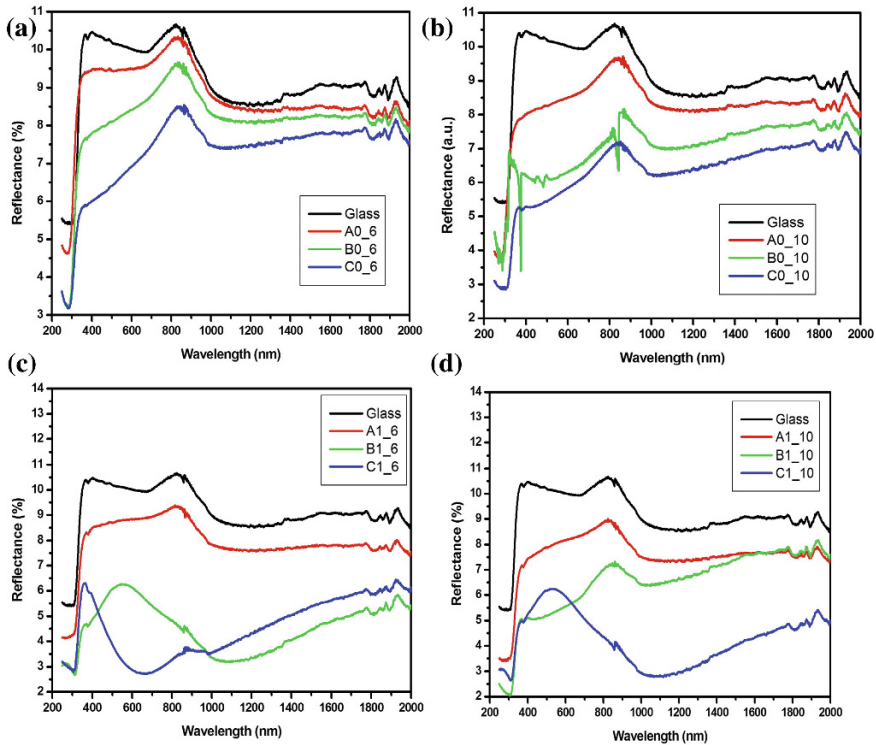 (a)
11
10
9
8
7
6
5
4
3
Reflectance (%)
Glass
A0_6
B0_6
C0_6
200 400 600 800 1000 1200 1400 1600 1800 2000
Wavelength (nm)
(b)
11
10
9
8
7
6
5
4
3
2
Reflectance (a.u.)
Glass
A0_10
B0_10
C0_10
200 400 600 800 1000 1200 1400 1600 1800 2000
Wavelength (nm)
(c)
14
13
12
11
10
9
8
7
6
5
4
3
2
Reflectance (%)
Glass
A1_6
B1_6
C1_6
200 400 600 800 1000 1200 1400 1600 1800 2000
Wavelength (nm)
(d)
14
13
12
11
10
9
8
7
6
5
4
3
2
Reflectance (%)
Glass
A1_10
B1_10
C1_10
200 400 600 800 1000 1200 1400 1600 1800 2000
Wavelength (nm)